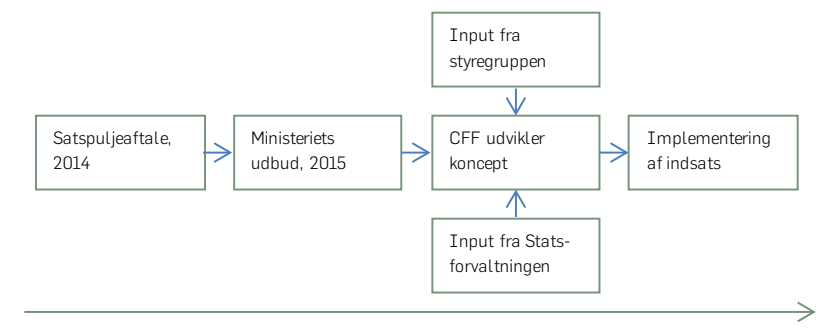 Input fra
styregruppen
Satspuljeaftale,
2014
Ministeriets
udbud, 2015
CFF udvikler
koncept
Implementering
af indsats
Input fra Stats-
forvaltningen